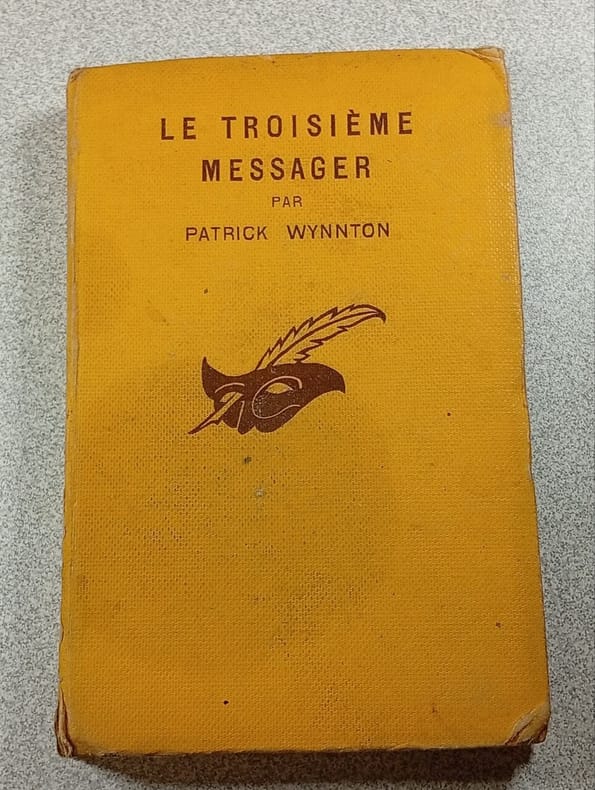 LE TROISIÈME
MESSAGER
PAR
PATRICK WYNNTON